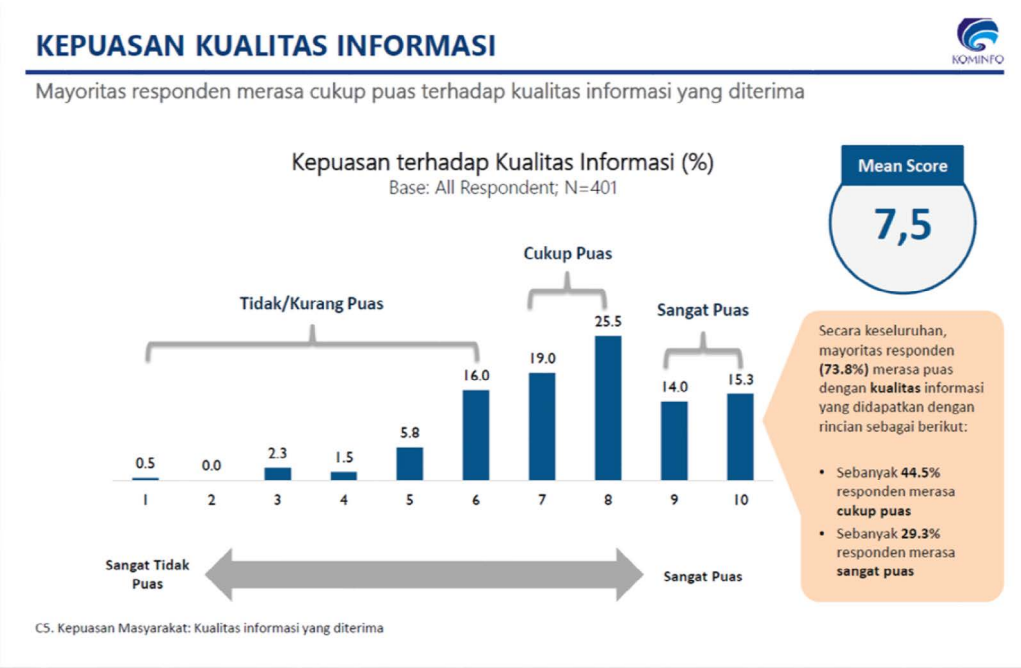 KEPUASAN KUALITAS INFORMASI
KOMINFO
Mayoritas responden merasa cukup puas terhadap kualitas informasi yang diterima
Kepuasan terhadap Kualitas Informasi (%)
Base: All Respondent; N=401
Mean Score
7,5
Cukup Puas
Tidak/Kurang Puas
Sangat Puas
0.5
0.0
2.3
1.5
5.8
16.0
19.0
25.5
14.0
15.3
1
2
3
4
5
6
7
8
9
10
Sangat Tidak
Puas
Sangat Puas
Secara keseluruhan,
mayoritas responden
(73.8%) merasa puas
dengan kualitas informasi
yang didapatkan dengan
rincian sebagai berikut:
• Sebanyak 44.5%
responden merasa
cukup puas
• Sebanyak 29.3%
responden merasa
sangat puas
C5. Kepuasan Masyarakat: Kualitas informasi yang diterima